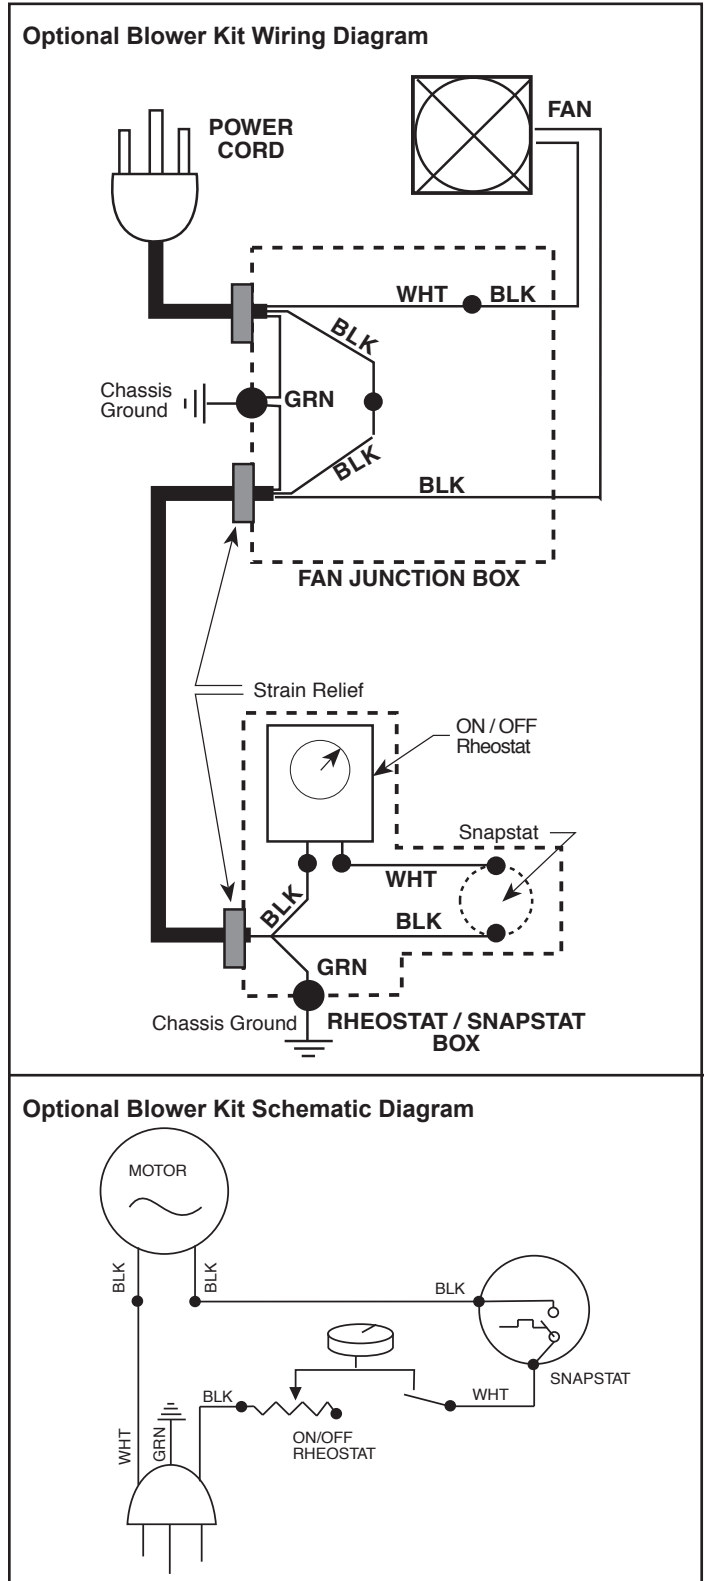 Optional Blower Kit Wiring Diagram
POWER
CORD
FAN
WHT
BLK
BLK
Chassis
Ground
GRN
BLK
BLK
FAN JUNCTION BOX
Strain Relief
ON / OFF
Rheostat
Snapstat
WHT
BLK
BLK
GRN
Chassis Ground
RHEOSTAT / SNAPSTAT
BOX
Optional Blower Kit Schematic Diagram
MOTOR
BLK
BLK
BLK
SNAPSTAT
BLK
WHT
WHT
GRN
ON/OFF
RHEOSTAT